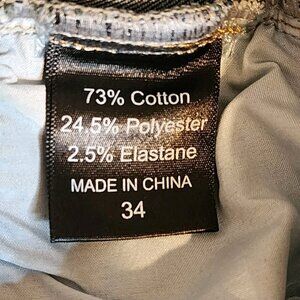 73% Cotton
24.5% Polyester
2.5% Elastane
MADE IN CHINA
34